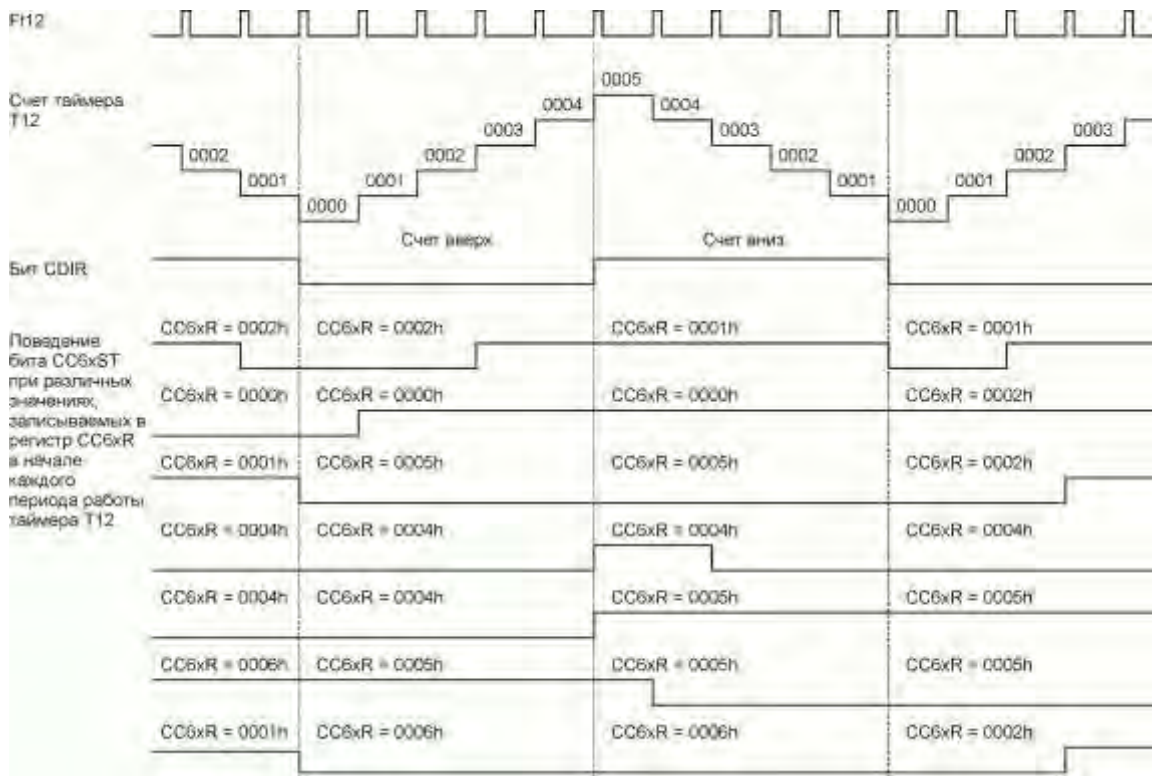 Ft12
0005
Счет таймера
T12
0004
0004
0003
0003
0003
0002
0002
0002
0002
0001
0001
0001
0001
0000
0000
Счет вверх
Счет вниз
Бит CDIR
CC6xR = 0002h
CC6xR = 0002h
CC6xR = 0001h
CC6xR = 0001h
Поведение
бита CC6xST
при различных
значениях,
записываемых в
регистр CC6xR
в начале
каждого
периода работы
таймера T12
CC6xR = 0000h
CC6xR = 0000h
CC6xR = 0000h
CC6xR = 0002h
CC6xR = 0001h
CC6xR = 0005h
CC6xR = 0005h
CC6xR = 0002h
CC6xR = 0004h
CC6xR = 0004h
CC6xR = 0004h
CC6xR = 0004h
CC6xR = 0004h
CC6xR = 0004h
CC6xR = 0005h
CC6xR = 0005h
CC6xR = 0006h
CC6xR = 0005h
CC6xR = 0005h
CC6xR = 0005h
CC6xR = 0001h
CC6xR = 0006h
CC6xR = 0006h
CC6xR = 0002h